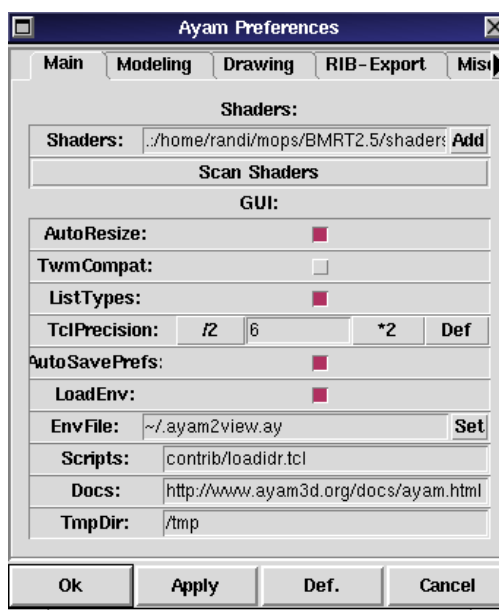 Ayam Preferences
Main Modeling Drawing RIB-Export Misc
Shaders:
Shaders: .:/home/randi/mops/BMRT2.5/shaders Add
Scan Shaders
GUI:
AutoResize:
TwmCompat:
ListTypes:
TclPrecision: /2 6 *2 Def
AutoSavePrefs:
LoadEnv:
EnvFile: ~/.ayam2view.ay Set
Scripts: contrib/loadidr.tcl
Docs: http://www.ayam3d.org/docs/ayam.html
TmpDir: /tmp
Ok Apply Def. Cancel